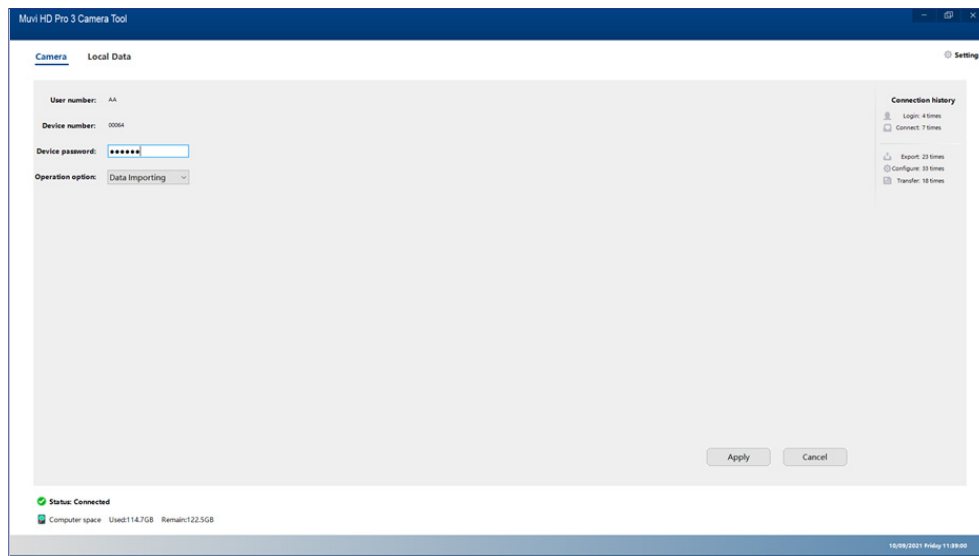 Muvi HD Pro 3 Camera Tool
Camera Local Data
Setting
User number: AA
Device number: 00064
Device password: ••••••
Operation option: Data Importing
Connection history
Login: 4 times
Connect: 7 times
Export: 23 times
Configure: 33 times
Transfer: 18 times
Apply Cancel
Status: Connected
Computer space Used:114.7GB Remain:122.5GB
10/09/2021 Friday 11:09:00